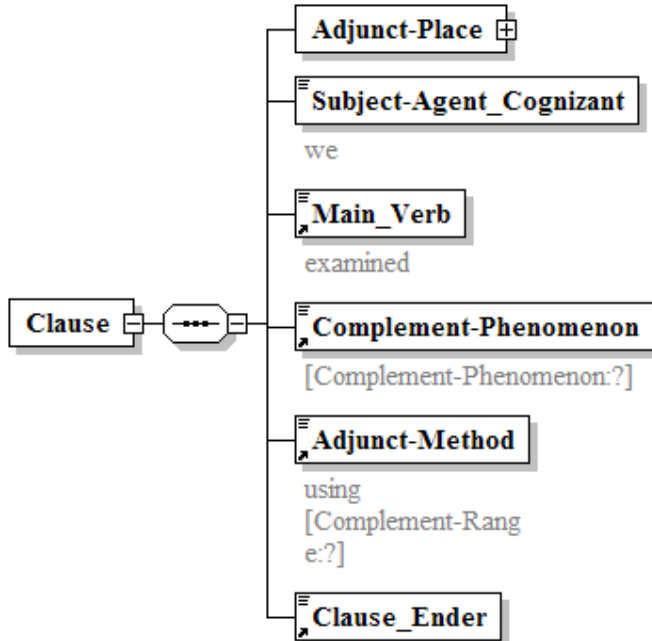 Adjunct-Place
Subject-Agent_Cognizant
we
Main_Verb
examined
Clause
Complement-Phenomenon
[Complement-Phenomenon:?]
Adjunct-Method
using
[Complement-Rang
e:?]
Clause_Ender